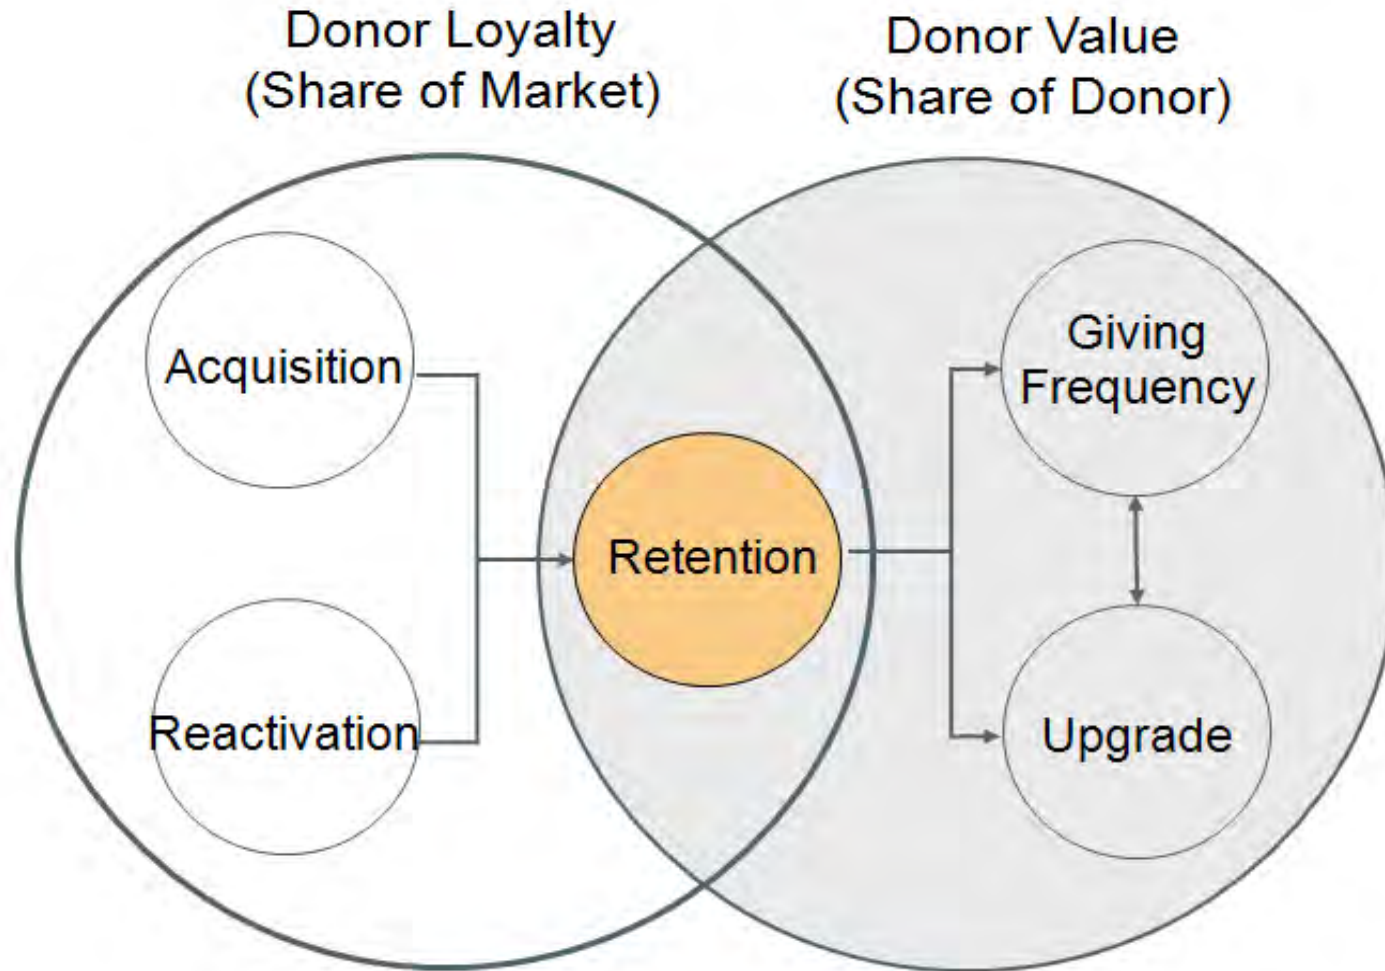 Donor Loyalty
(Share of Market)
Donor Value
(Share of Donor)
Acquisition
Giving
Frequency
Retention
Reactivation
Upgrade